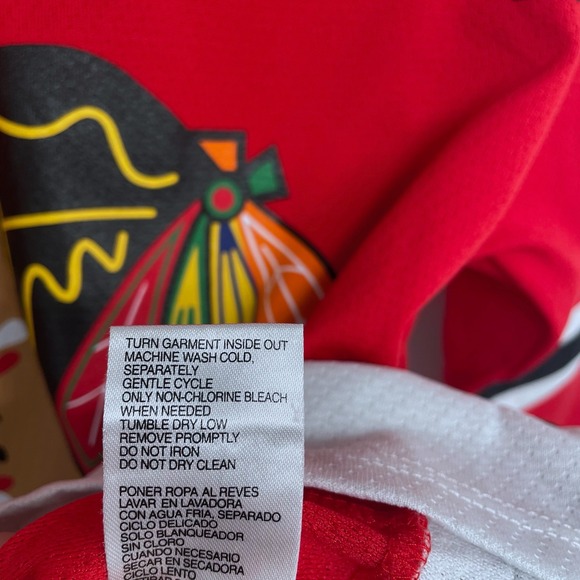 TURN GARMENT INSIDE OUT
MACHINE WASH COLD,
SEPARATELY
GENTLE CYCLE
ONLY NON-CHLORINE BLEACH
WHEN NEEDED
TUMBLE DRY LOW
REMOVE PROMPTLY
DO NOT IRON
DO NOT DRY CLEAN
PONER ROPA AL REVES
LAVAR EN LAVADORA
CON AGUA FRIA, SEPARADO
CICLO DELICADO
SOLO BLANQUEADOR
SIN CLORO
CUANDO NECESARIO
SECAR EN SECADORA
CICLO LENTO